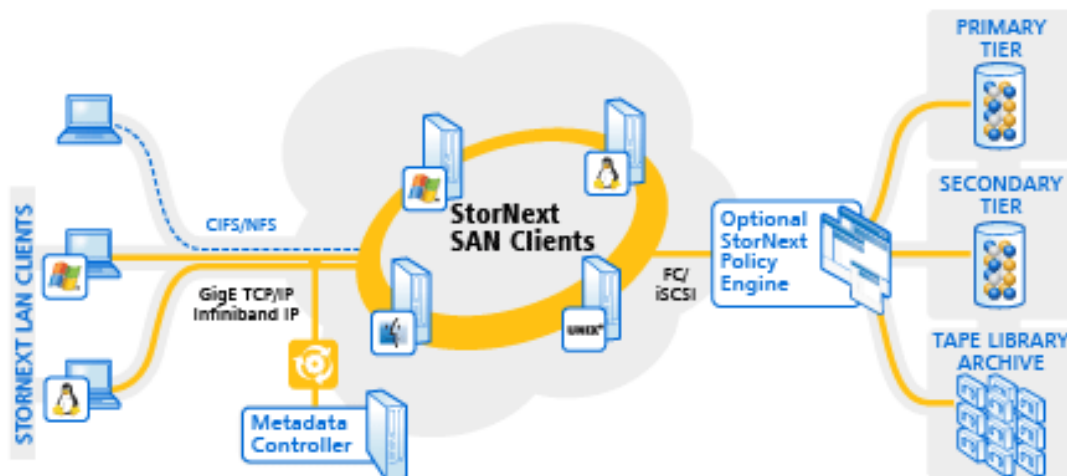 PRIMARY
TIER
SECONDARY
TIER
TAPE LIBRARY
ARCHIVE
STORNEXT LAN CLIENTS
CIFS/NFS
GigE TCP/IP
Infiniband IP
Metadata
Controller
StorNext
SAN Clients
UNIX+
FC/
iSCSI
Optional
StorNext
Policy
Engine